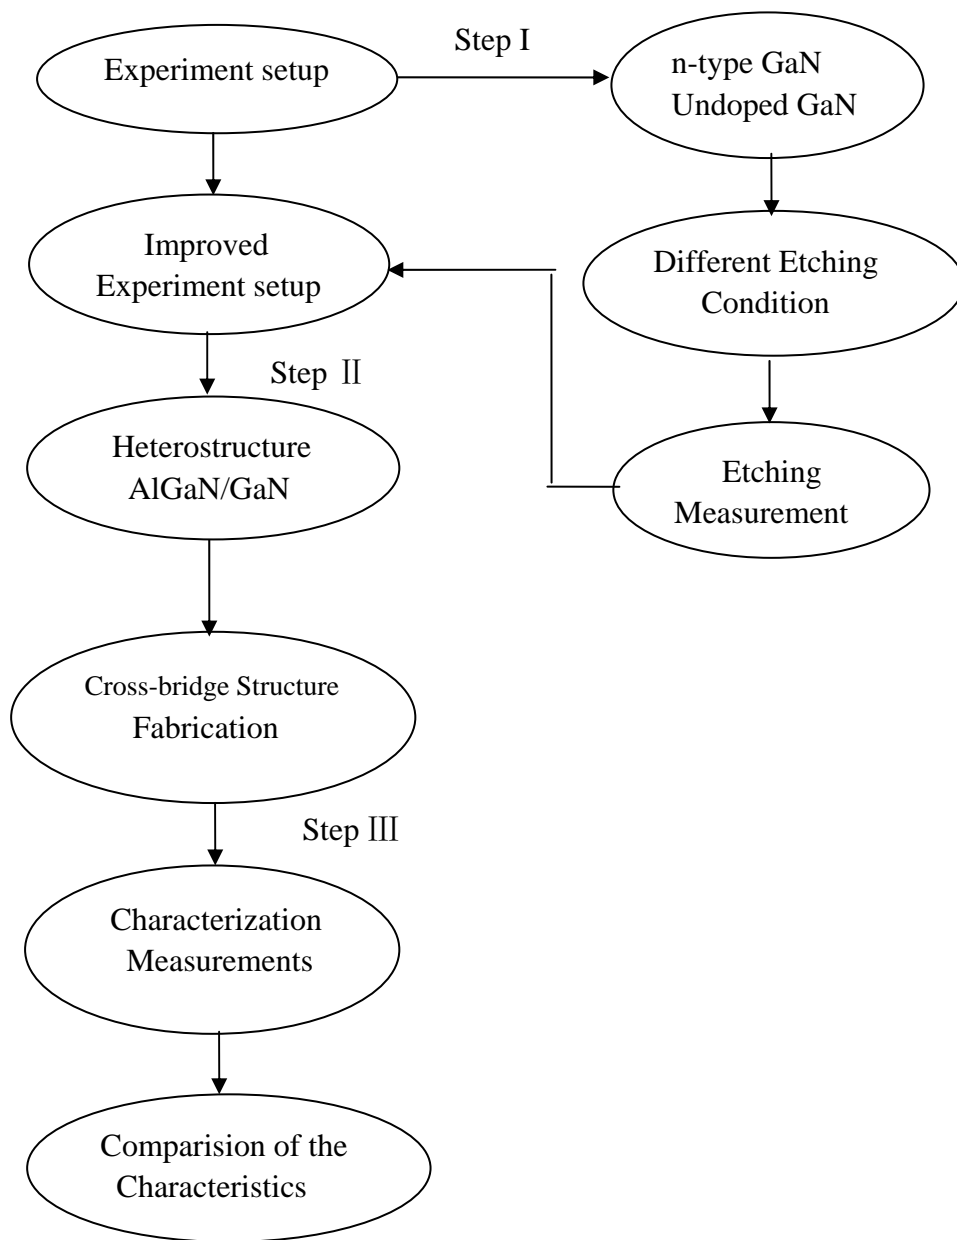 Experiment setup
Step I
n-type GaN
Undoped GaN
Improved
Experiment setup
Different Etching
Condition
Step Ⅱ
Heterostructure
AlGaN/GaN
Etching
Measurement
Cross-bridge Structure
Fabrication
Step Ⅲ
Characterization
Measurements
Comparision of the
Characteristics